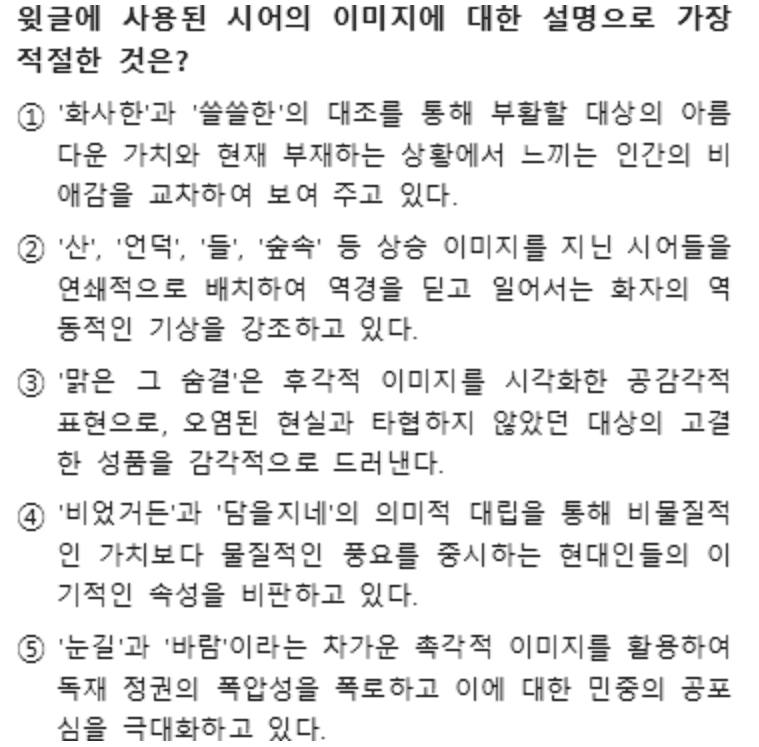 윗글에 사용된 시어의 이미지에 대한 설명으로 가장
적절한 것은?
① '화사한'과 '쓸쓸한'의 대조를 통해 부활할 대상의 아름
다운 가치와 현재 부재하는 상황에서 느끼는 인간의 비
애감을 교차하여 보여 주고 있다.
② '산', '언덕', '들', '숲속' 등 상승 이미지를 지닌 시어들을
연쇄적으로 배치하여 역경을 딛고 일어서는 화자의 역
동적인 기상을 강조하고 있다.
③ '맑은 그 숨결'은 후각적 이미지를 시각화한 공감각적
표현으로, 오염된 현실과 타협하지 않았던 대상의 고결
한 성품을 감각적으로 드러낸다.
④ '비었거든'과 '담을지네'의 의미적 대립을 통해 비물질적
인 가치보다 물질적인 풍요를 중시하는 현대인들의 이
기적인 속성을 비판하고 있다.
⑤ '눈길'과 '바람'이라는 차가운 촉각적 이미지를 활용하여
독재 정권의 폭압성을 폭로하고 이에 대한 민중의 공포
심을 극대화하고 있다.